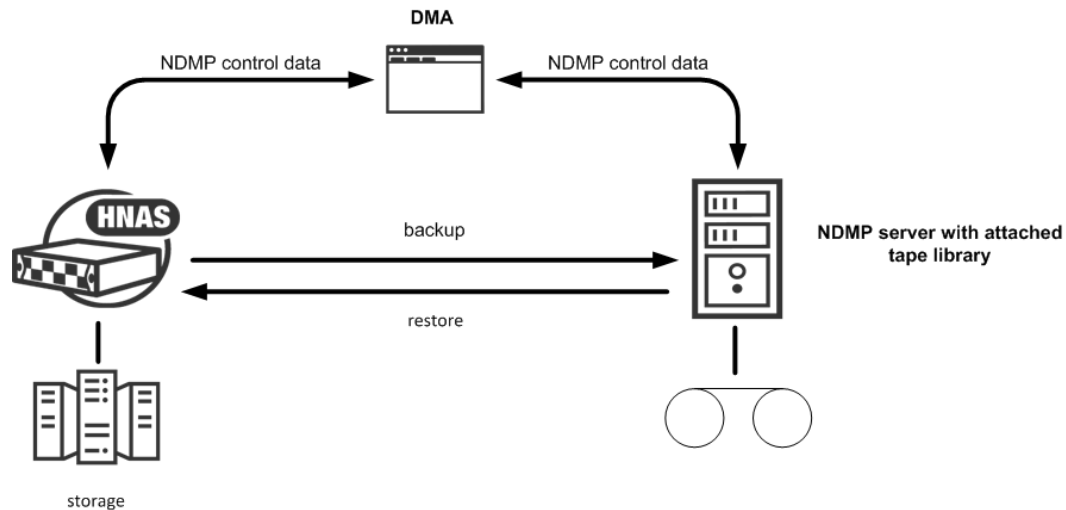 DMA
NDMP control data
NDMP control data
HNAS
backup
NDMP server with attached
tape library
restore
storage